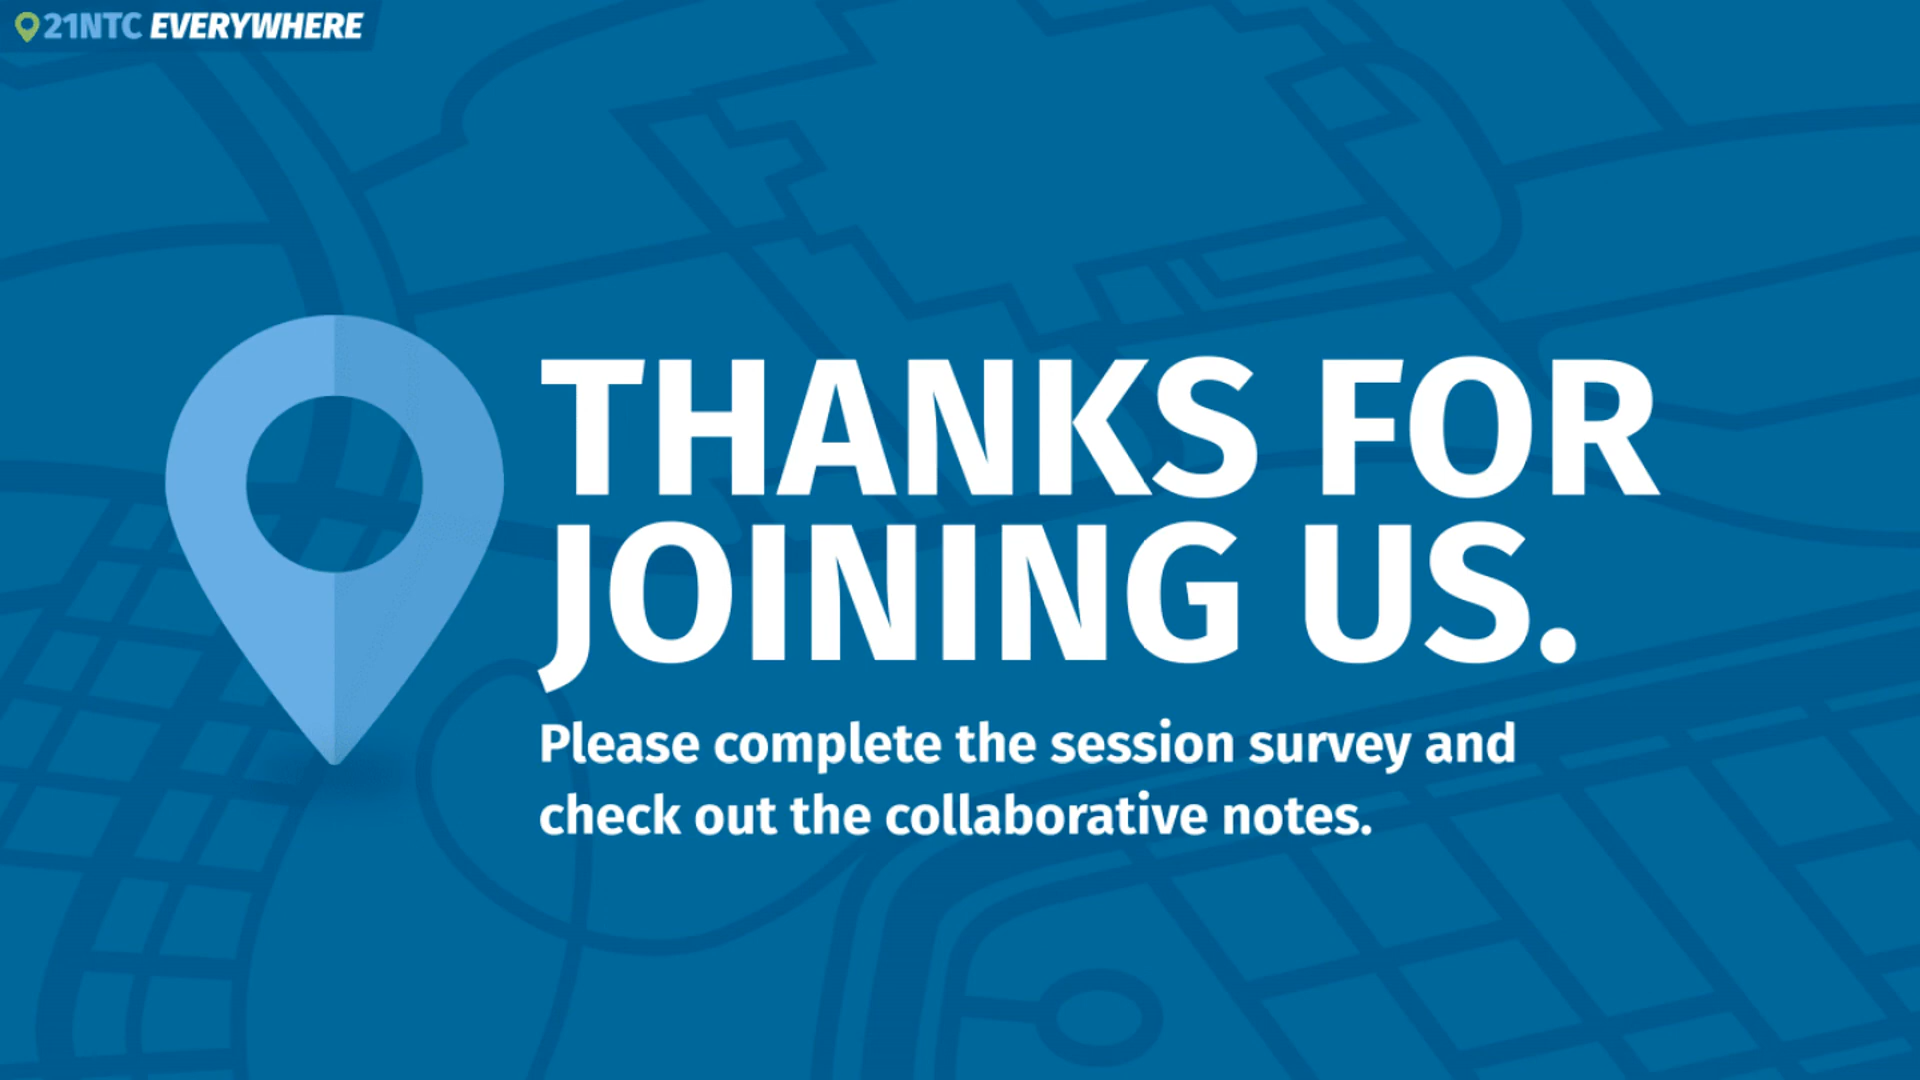 21NTC EVERYWHERE
THANKS FOR
JOINING US.
Please complete the session survey and
check out the collaborative notes.